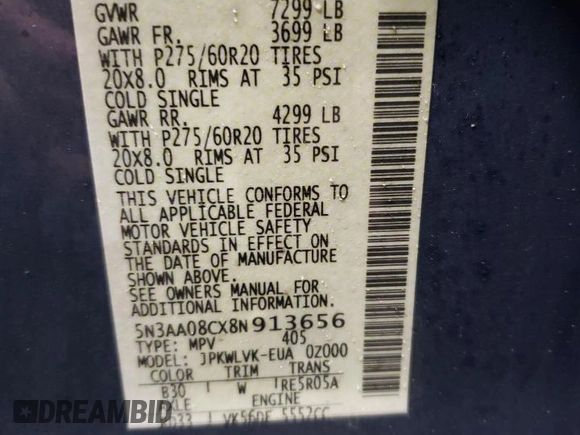 GVWR 7299 LB
GAWR FR. 3699 LB
WITH P275/60R20 TIRES
20X8.0 RIMS AT 35 PSI
COLD SINGLE
GAWR RR. 4299 LB
WITH P275/60R20 TIRES
20X8.0 RIMS AT 35 PSI
COLD SINGLE
THIS VEHICLE CONFORMS TO
ALL APPLICABLE FEDERAL
MOTOR VEHICLE SAFETY
STANDARDS IN EFFECT ON
THE DATE OF MANUFACTURE
SHOWN ABOVE.
SEE OWNERS MANUAL FOR
ADDITIONAL INFORMATION.
5N3AA08CX8N913656
TYPE: MPV 405
MODEL: JPKWLVK-EUA 0Z000
COLOR TRIM TRANS
B30 W RE5R05A
ENGINE
VK56DE 5552CC
DREAMBID